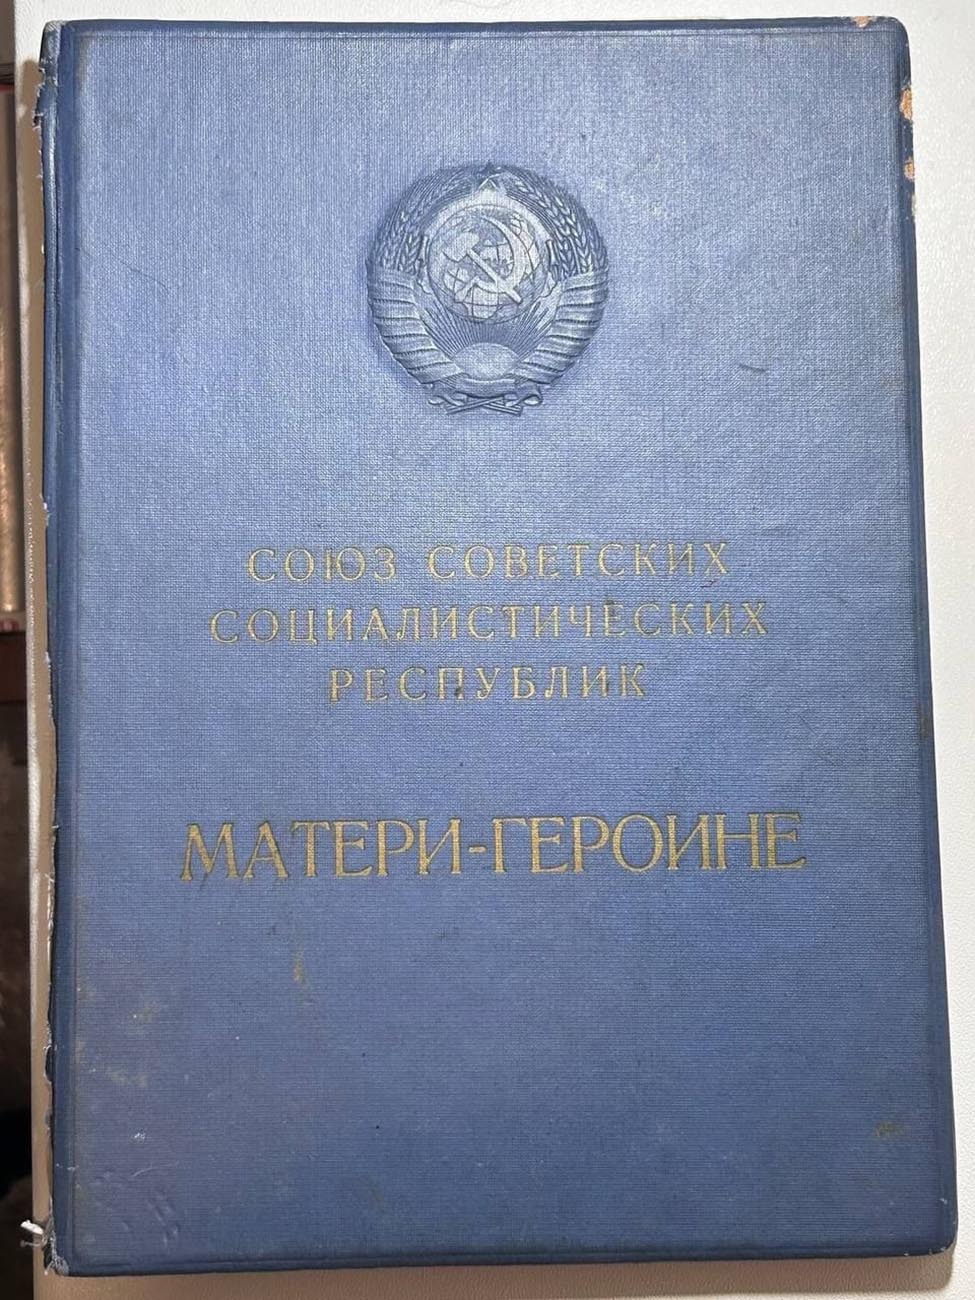 СОЮЗ СОВЕТСКИХ
СОЦИАЛИСТИЧЕСКИХ
РЕСПУБЛИК
МАТЕРИ-ГЕРОИНЕ